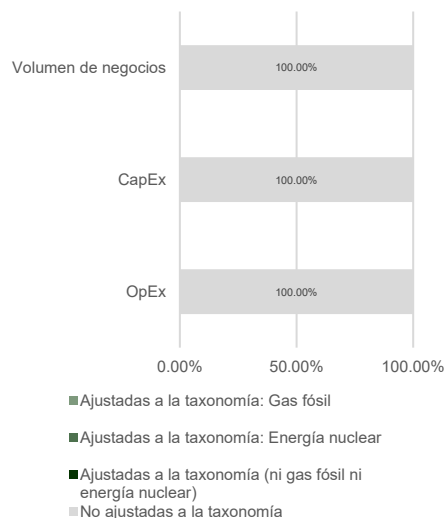 Volumen de negocios
100.00%
CapEx
100.00%
OpEx
100.00%
0.00%
50.00%
100.00%
Ajustadas a la taxonomía: Gas fósil
Ajustadas a la taxonomía: Energía nuclear
Ajustadas a la taxonomía (ni gas fósil ni
energía nuclear)
No ajustadas a la taxonomía